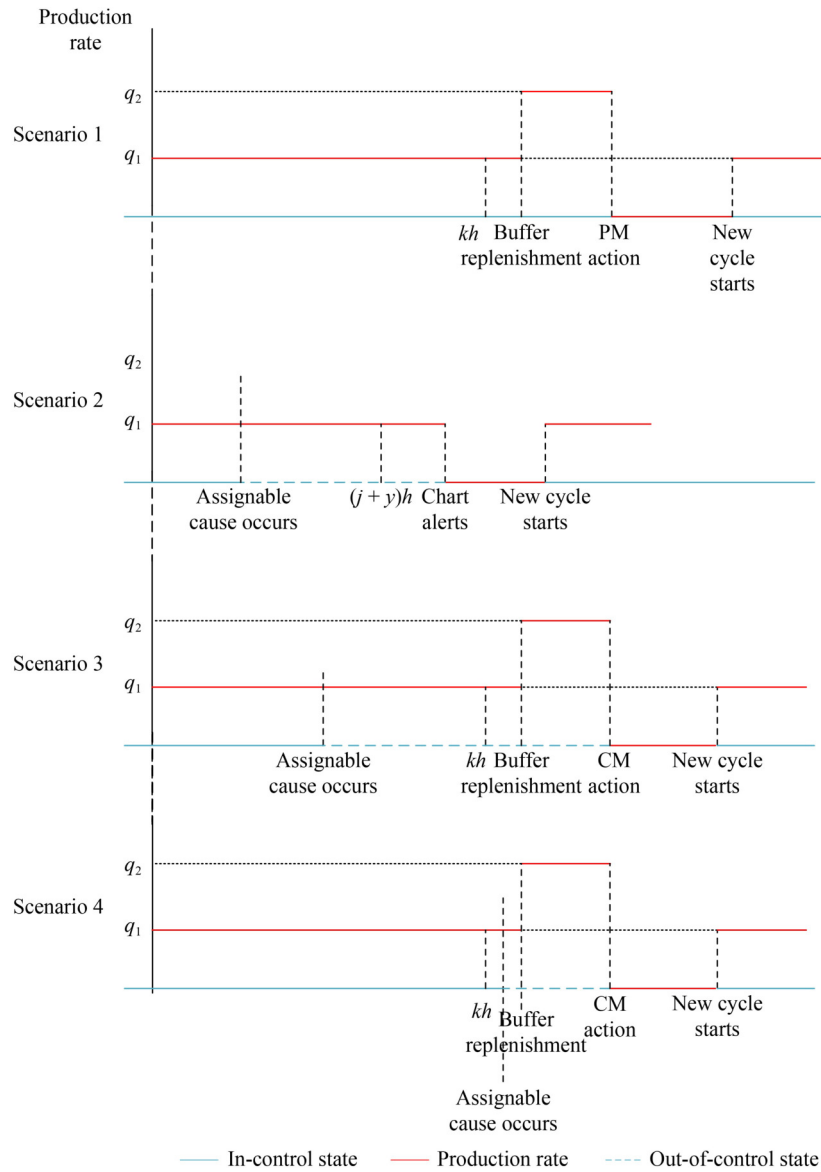 Production
rate
q₂
Scenario 1
q₁
kh Buffer PM New
replenishment action cycle
starts
q₂
Scenario 2
q₁
Assignable (j + y)h Chart New cycle
cause occurs alerts starts
q₂
Scenario 3
q₁
Assignable kh Buffer CM New cycle
cause occurs replenishment action starts
q₂
Scenario 4
q₁
kh Buffer CM New cycle
replenishment action starts
Assignable
cause occurs
In-control state Production rate Out-of-control state